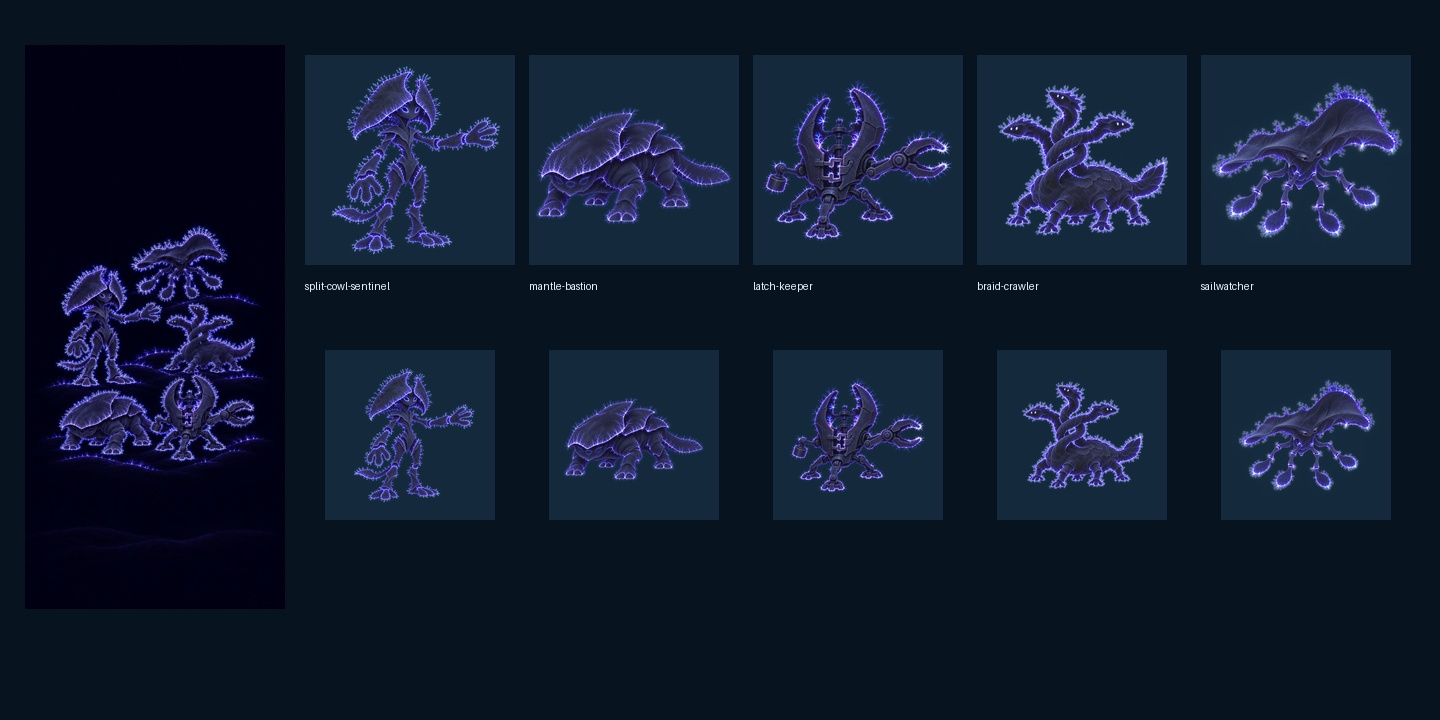 split-cowl-sentinel
mantle-bastion
latch-keeper
braid-crawler
sailwatcher